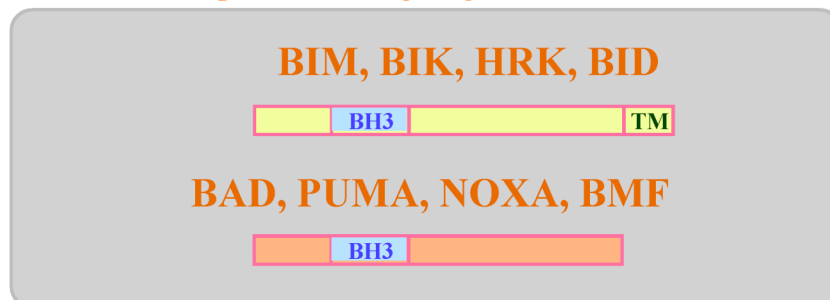 BIM, BIK, HRK, BID
BH3 TM
BAD, PUMA, NOXA, BMF
BH3